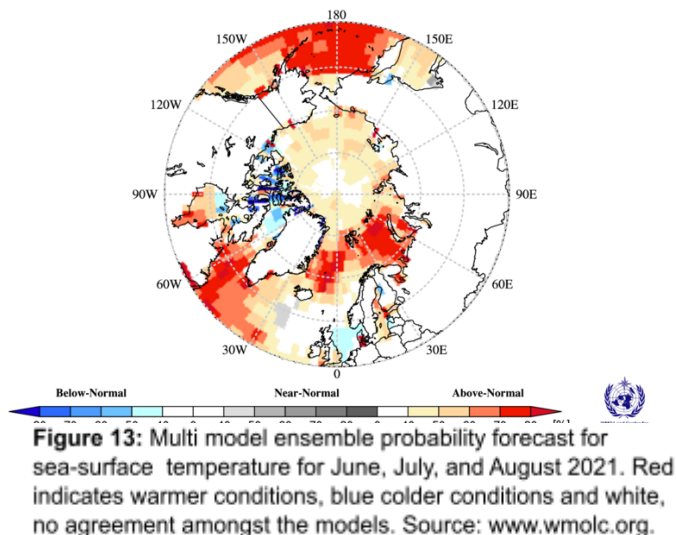 180
150W
150E
120W
120E
90W
90E
60W
60E
30W
30E
0
Below-Normal Near-Normal Above-Normal
Figure 13: Multi model ensemble probability forecast for
sea-surface temperature for June, July, and August 2021. Red
indicates warmer conditions, blue colder conditions and white,
no agreement amongst the models. Source: www.wmolc.org.